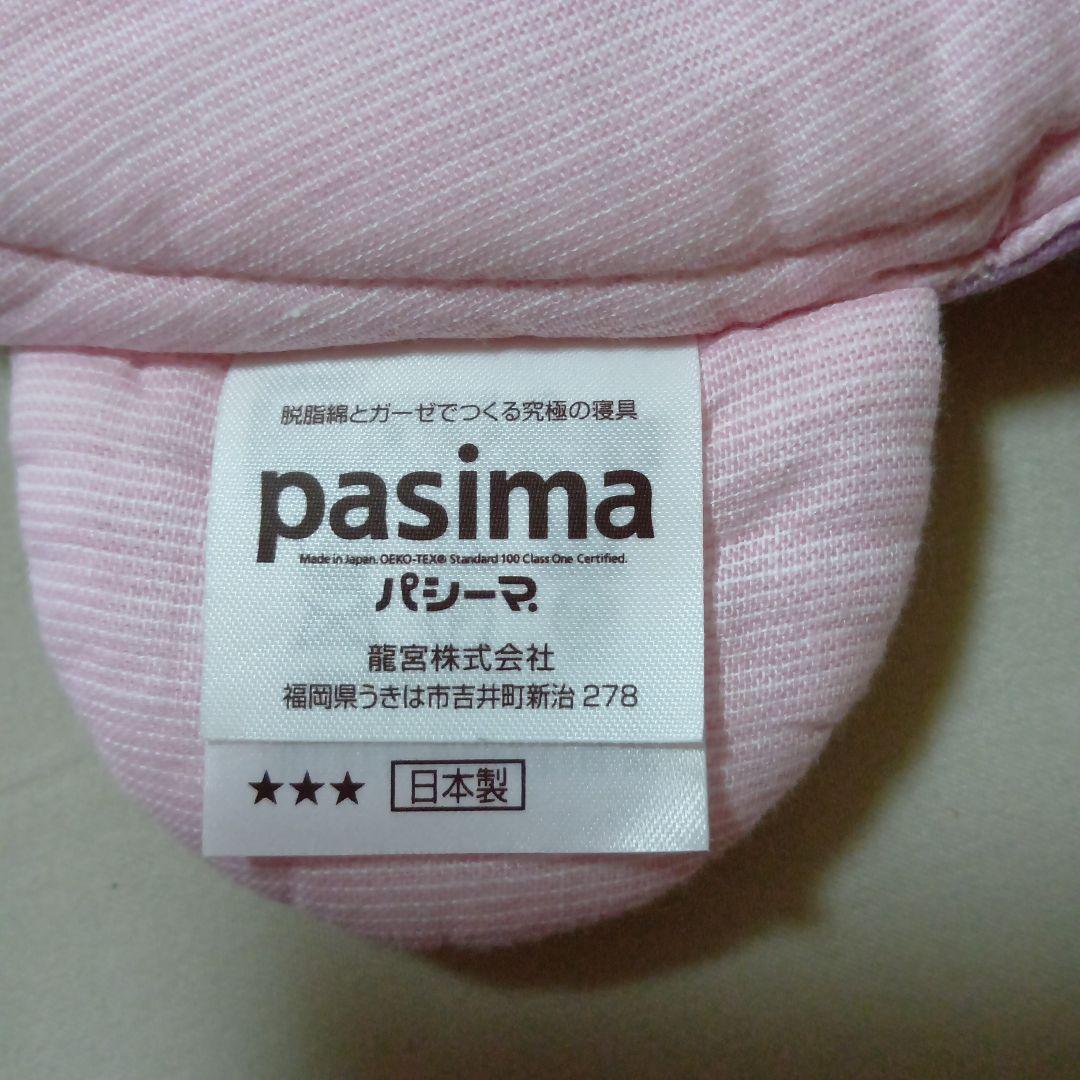 脱脂綿とガーゼでつくる究極の寝具
pasima
Made in Japan. OEKO-TEX® Standard 100 Class One Certified.
パシーマ.
龍宮株式会社
福岡県うきは市吉井町新治 278
★★★ 日本製